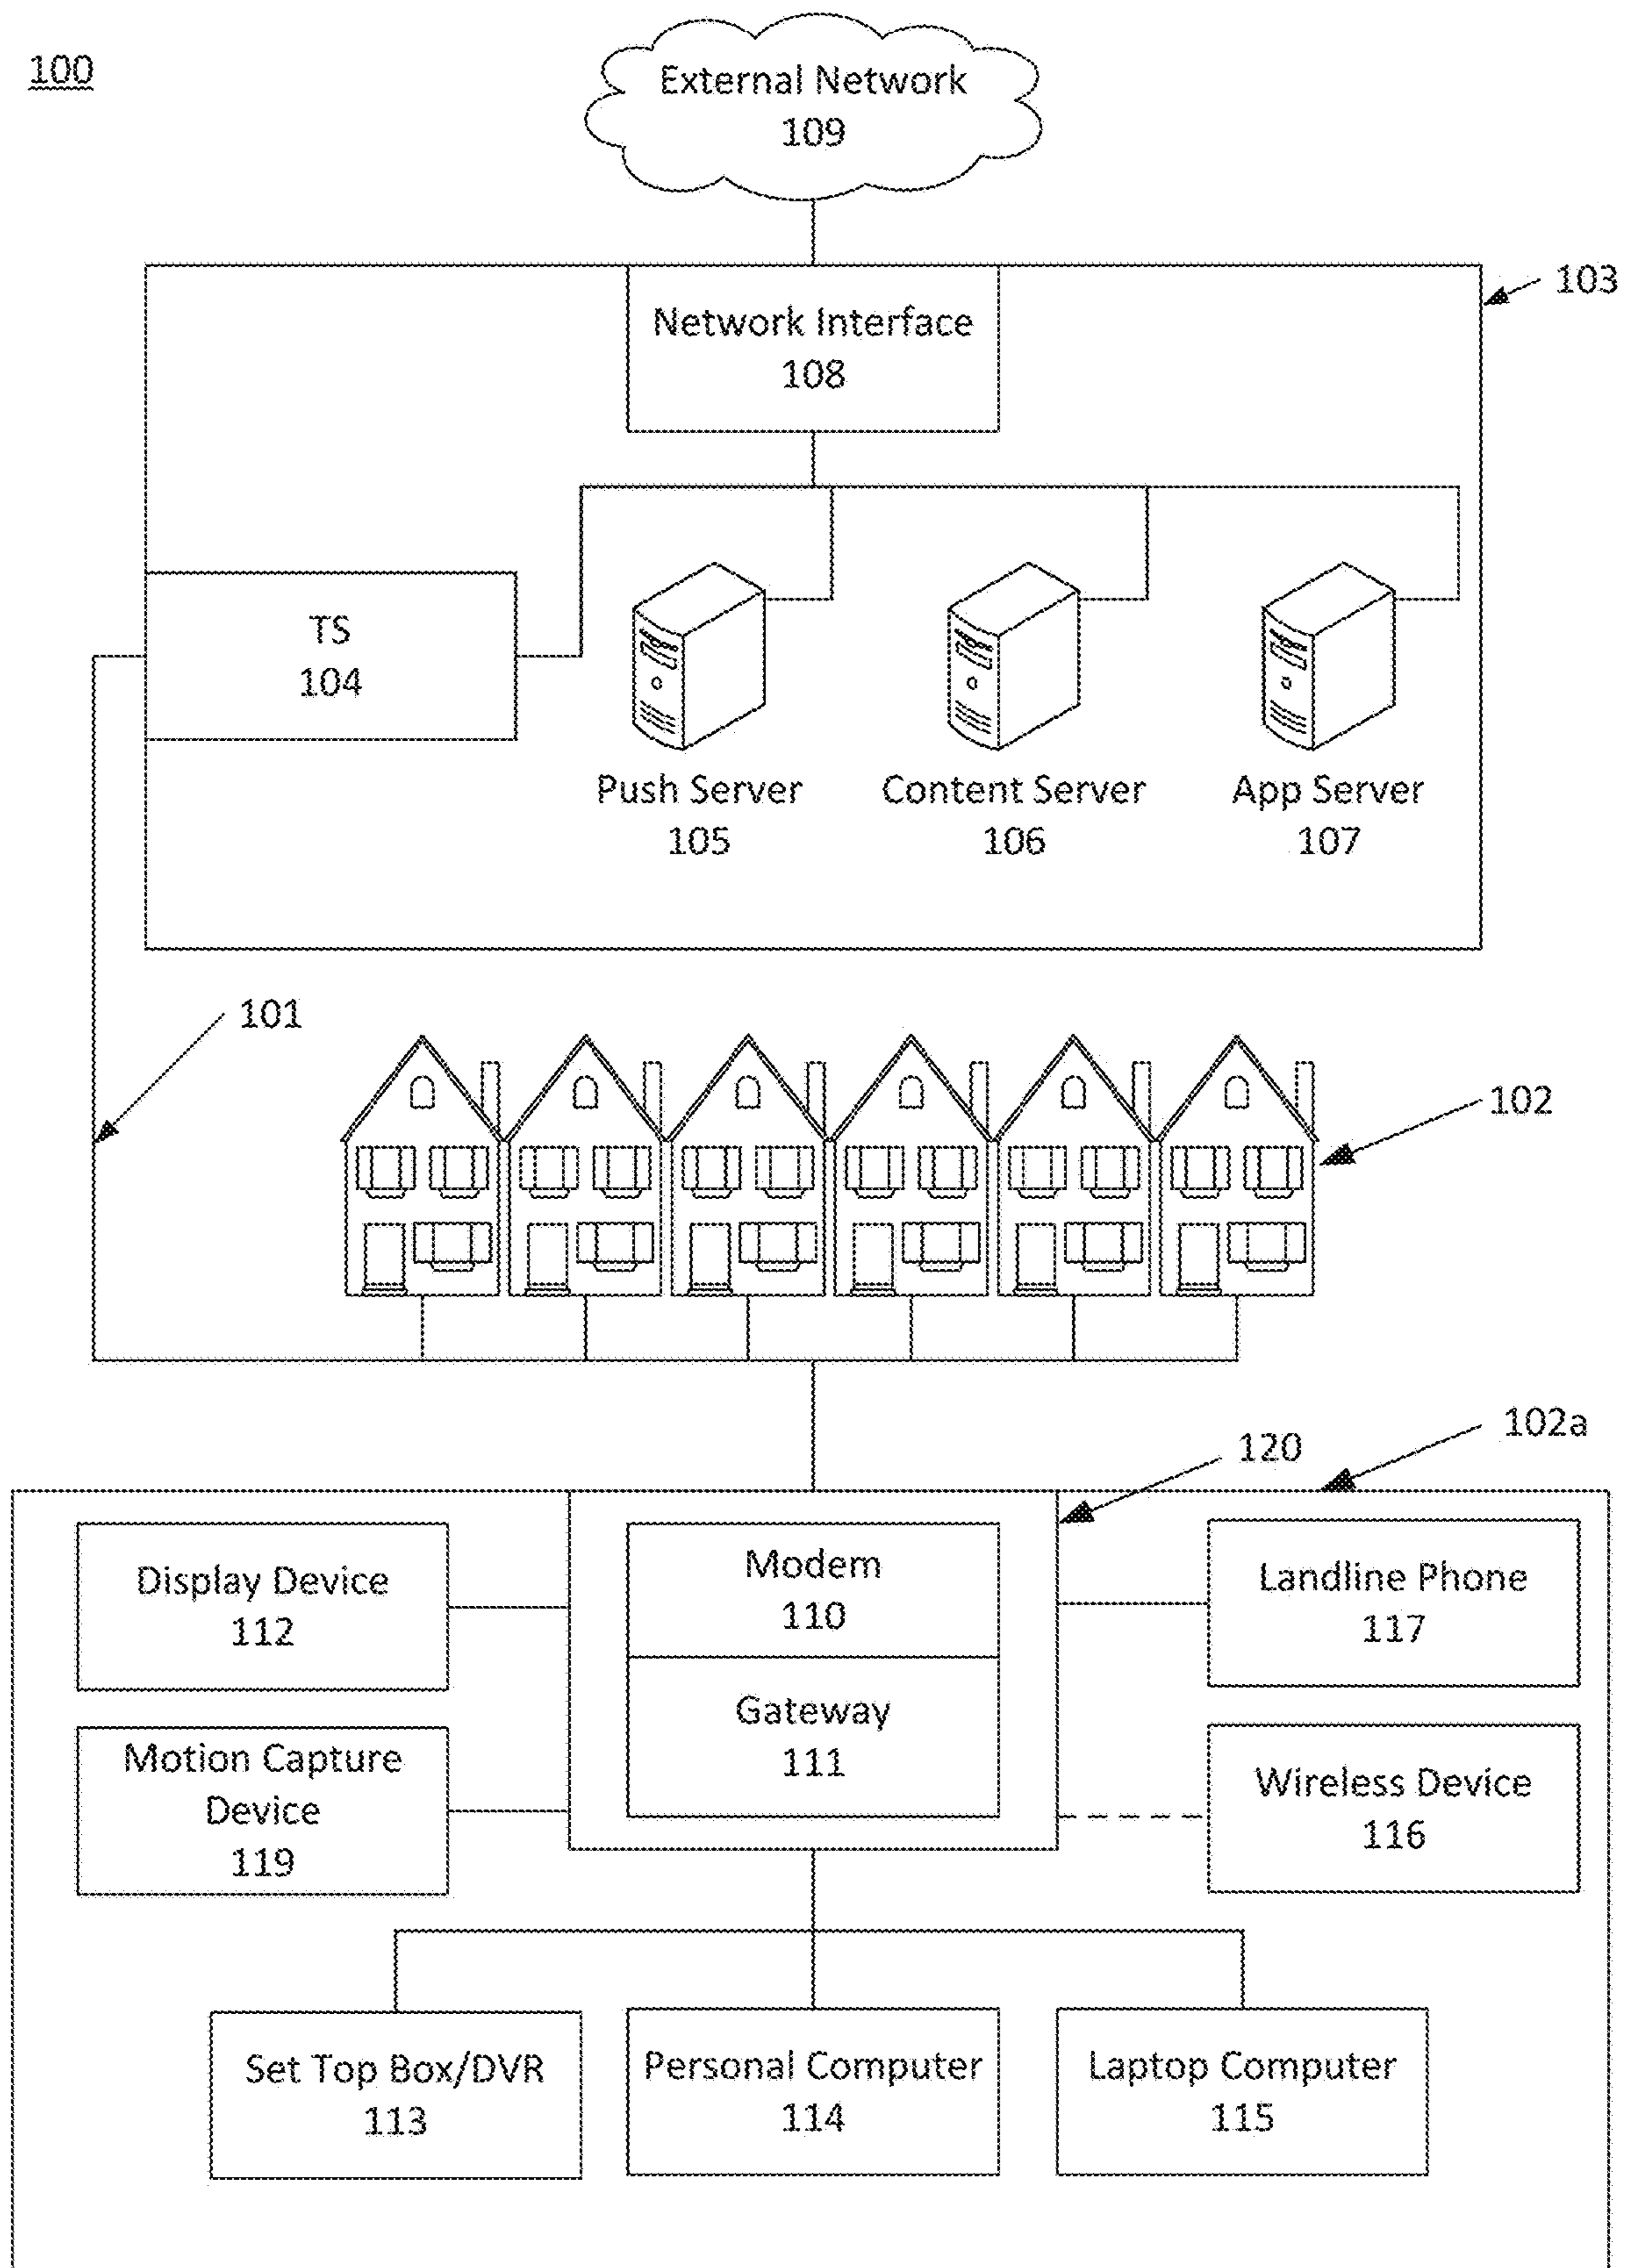 100
External Network
109
103
Network Interface
108
TS
104
Push Server
105
Content Server
106
App Server
107
101
102
102a
120
Display Device
112
Modem
110
Landline Phone
117
Gateway
111
Motion Capture
Device
119
Wireless Device
116
Set Top Box/DVR
113
Personal Computer
114
Laptop Computer
115